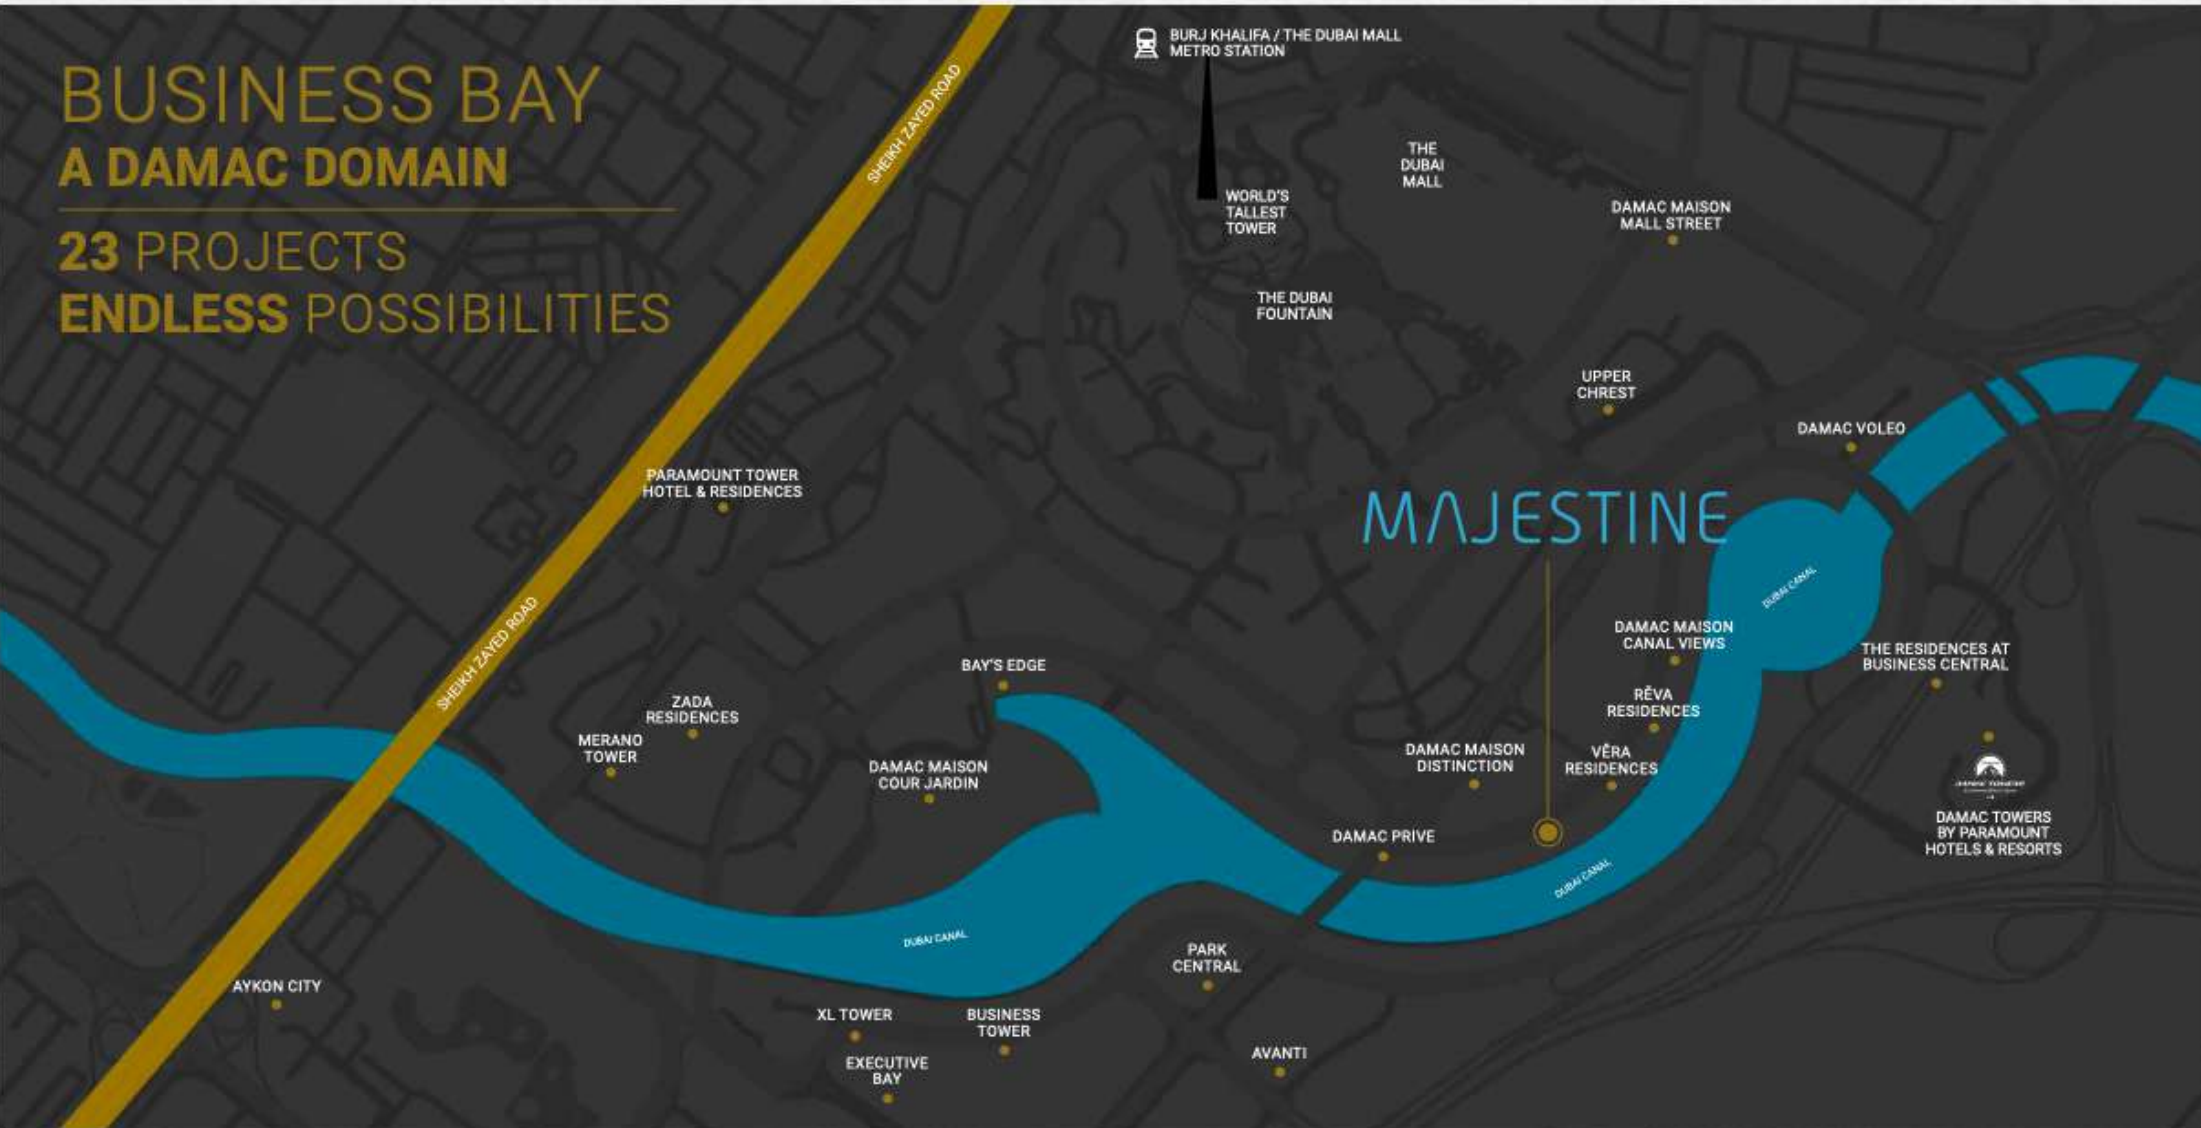 BUSINESS BAY
A DAMAC DOMAIN
23 PROJECTS
ENDLESS POSSIBILITIES
BURJ KHALIFA / THE DUBAI MALL
METRO STATION
SHEIKH ZAYED ROAD
THE
DUBAI
MALL
WORLD'S
TALLEST
TOWER
DAMAC MAISON
MALL STREET
THE DUBAI
FOUNTAIN
UPPER
CHREST
DAMAC VOLEO
PARAMOUNT TOWER
HOTEL & RESIDENCES
MAJESTINE
DUBAI CANAL
SHEIKH ZAYED ROAD
DAMAC MAISON
CANAL VIEWS
THE RESIDENCES AT
BUSINESS CENTRAL
BAY'S EDGE
ZADA
RESIDENCES
RĒVA
RESIDENCES
MERANO
TOWER
DAMAC MAISON
COUR JARDIN
DAMAC MAISON
DISTINCTION
VĒRA
RESIDENCES
DAMAC TOWERS
BY PARAMOUNT
HOTELS & RESORTS
DAMAC PRIVE
DUBAI CANAL
DUBAI CANAL
PARK
CENTRAL
AYKON CITY
XL TOWER
BUSINESS
TOWER
EXECUTIVE
BAY
AVANTI